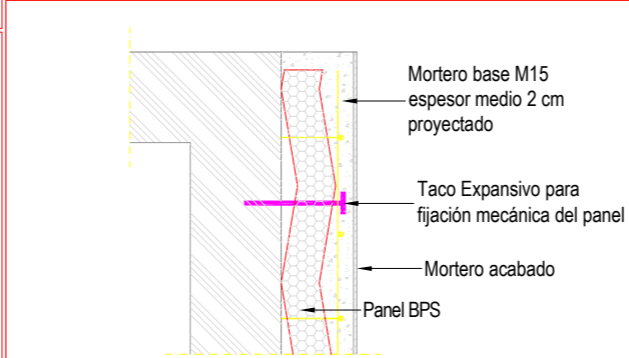 Mortero base M15
espesor medio 2 cm
proyectado
Taco Expansivo para
fijación mecánica del panel
Mortero acabado
Panel BPS